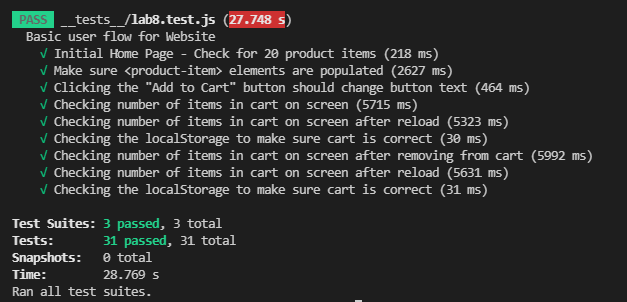 PASS __tests__/lab8.test.js (27.748 s)
Basic user flow for Website
√ Initial Home Page - Check for 20 product items (218 ms)
√ Make sure <product-item> elements are populated (2627 ms)
√ Clicking the "Add to Cart" button should change button text (464 ms)
√ Checking number of items in cart on screen (5715 ms)
√ Checking number of items in cart on screen after reload (5323 ms)
√ Checking the localStorage to make sure cart is correct (30 ms)
√ Checking number of items in cart on screen after removing from cart (5992 ms)
√ Checking number of items in cart on screen after reload (5631 ms)
√ Checking the localStorage to make sure cart is correct (31 ms)
Test Suites: 3 passed, 3 total
Tests: 31 passed, 31 total
Snapshots: 0 total
Time: 28.769 s
Ran all test suites.